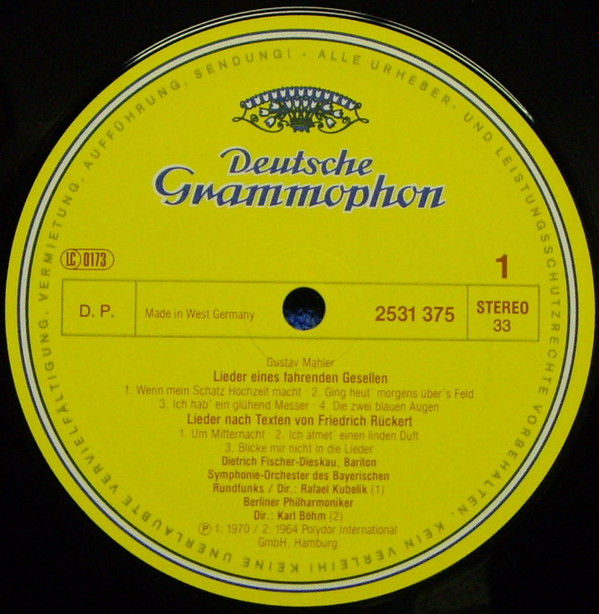 ALLE URHEBER- UND LEISTUNGSSCHUTZRECHTE VORBEHALTEN. KEIN VERLEIH! KEINE UNERLAUBTE VERVIELFÄLTIGUNG, VERMIETUNG, AUFFÜHRUNG, SENDUNG! ·
Deutsche
Grammophon
LC 0173
1
D. P.
Made in West Germany
2531 375
STEREO
33
Gustav Mahler
Lieder eines fahrenden Gesellen
1. Wenn mein Schatz Hochzeit macht · 2. Ging heut' morgens über's Feld
3. Ich hab' ein glühend Messer · 4. Die zwei blauen Augen
Lieder nach Texten von Friedrich Rückert
1. Um Mitternacht · 2. Ich atmet' einen linden Duft
3. Blicke mir nicht in die Lieder
Dietrich Fischer-Dieskau, Bariton
Symphonie-Orchester des Bayerischen
Rundfunks / Dir.: Rafael Kubelik (1)
Berliner Philharmoniker
Dir.: Karl Böhm (2)
℗ 1: 1970 / 2: 1964 Polydor International
GmbH, Hamburg